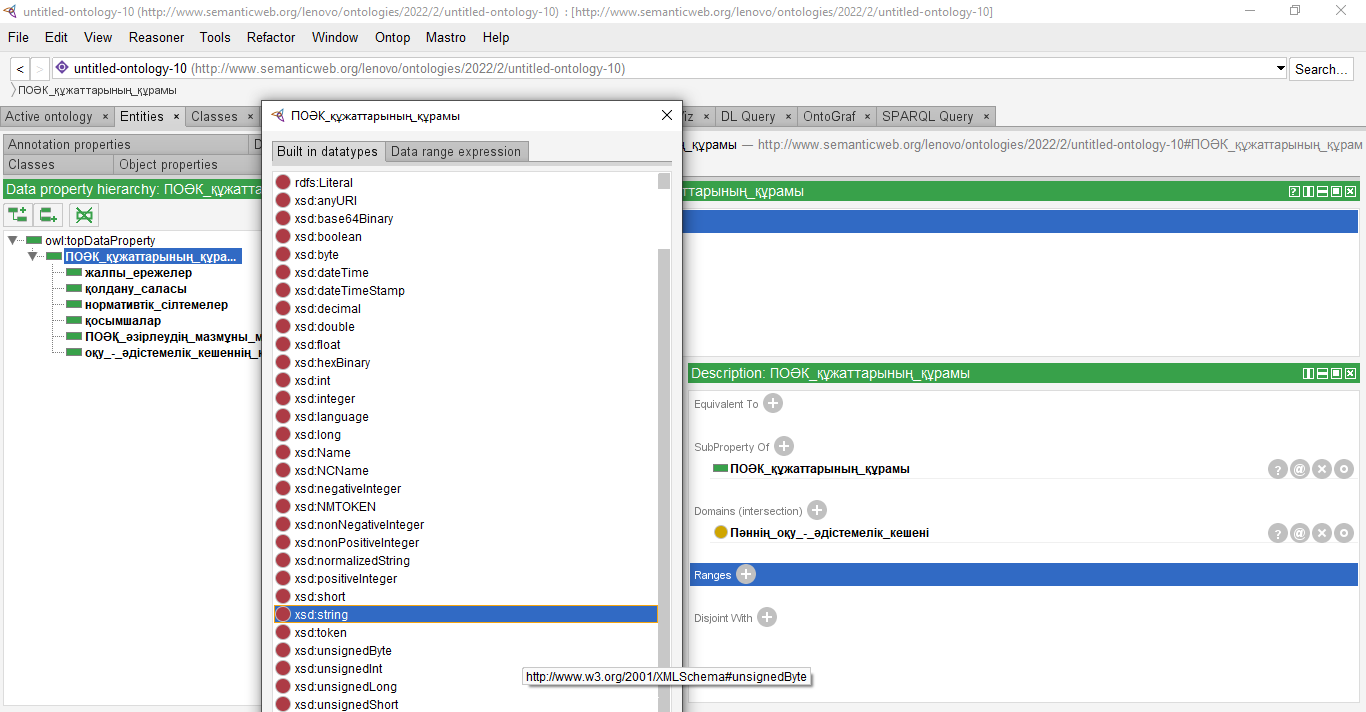 untitled-ontology-10 (http://www.semanticweb.org/lenovo/ontologies/2022/2/untitled-ontology-10) : [http://www.semanticweb.org/lenovo/ontologies/2022/2/untitled-ontology-10]
File Edit View Reasoner Tools Refactor Window Ontop Mastro Help
< > untitled-ontology-10 (http://www.semanticweb.org/lenovo/ontologies/2022/2/untitled-ontology-10) Search...
ПОӘК_құжаттарының_құрамы
Active ontology × Entities × Classes × iz × DL Query × OntoGraf × SPARQL Query ×
Annotation properties D
Classes Object properties
Data property hierarchy: ПОӘК_құжатта
owl:topDataProperty
ПОӘК_құжаттарының_құра...
жалпы_ережелер
қолдану_саласы
нормативтік_сілтемелер
қосымшалар
ПОӘҚ_әзірлеудің_мазмұны_м
оқу_-_әдістемелік_кешеннің_н
ПОӘК_құжаттарының_құрамы
Built in datatypes Data range expression
rdfs:Literal
xsd:anyURI
xsd:base64Binary
xsd:boolean
xsd:byte
xsd:dateTime
xsd:dateTimeStamp
xsd:decimal
xsd:double
xsd:float
xsd:hexBinary
xsd:int
xsd:integer
xsd:language
xsd:long
xsd:Name
xsd:NCName
xsd:negativeInteger
xsd:NMTOKEN
xsd:nonNegativeInteger
xsd:nonPositiveInteger
xsd:normalizedString
xsd:positiveInteger
xsd:short
xsd:string
xsd:token
xsd:unsignedByte
xsd:unsignedInt
xsd:unsignedLong
xsd:unsignedShort
http://www.w3.org/2001/XMLSchema#unsignedByte
құрамы — http://www.semanticweb.org/lenovo/ontologies/2022/2/untitled-ontology-10#ПОӘК_құжаттарының_құрам
ттарының_құрамы
Description: ПОӘК_құжаттарының_құрамы
Equivalent To
SubProperty Of
ПОӘК_құжаттарының_құрамы
Domains (intersection)
Пәннің_оқу_-_әдістемелік_кешені
Ranges
Disjoint With